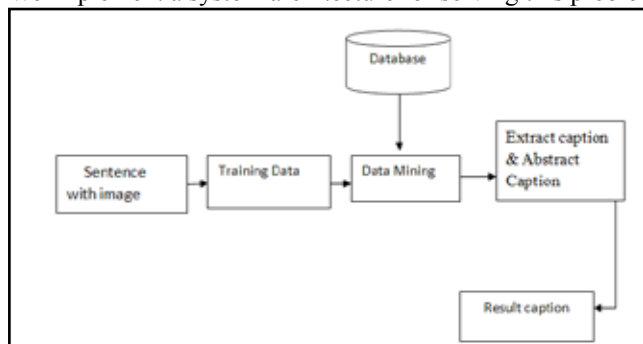 Database
Sentence
with image
Training Data
Data Mining
Extract caption
& Abstract
Caption
Result caption